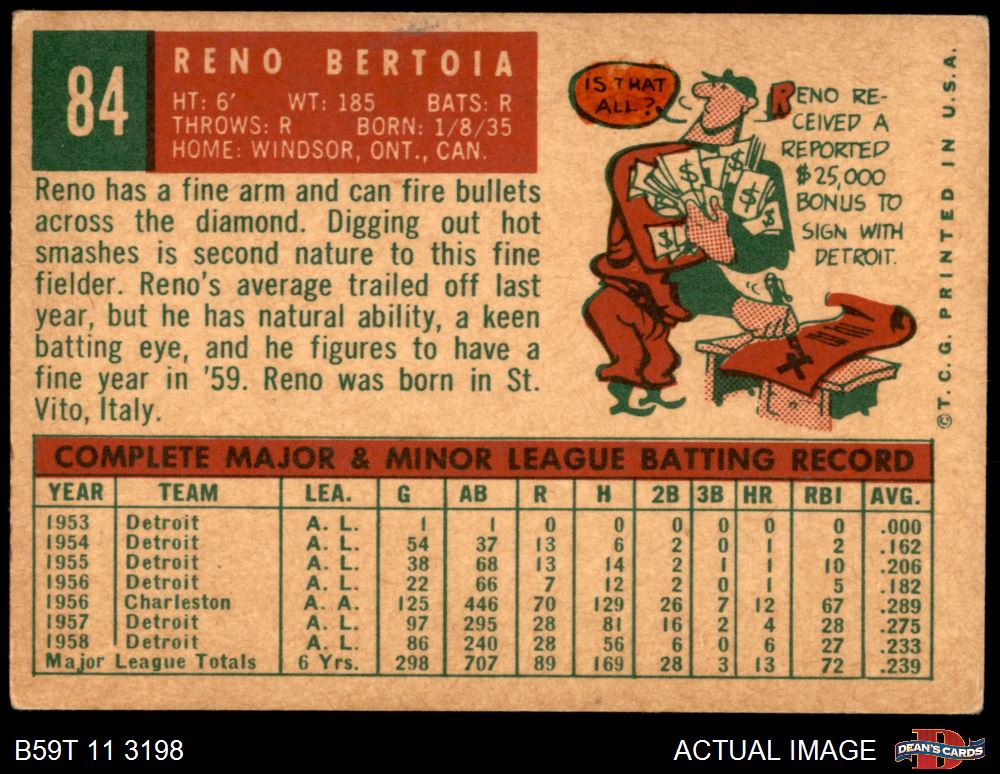 84
RENO BERTOIA
HT: 6' WT: 185 BATS: R
THROWS: R BORN: 1/8/35
HOME: WINDSOR, ONT., CAN.
Reno has a fine arm and can fire bullets
across the diamond. Digging out hot
smashes is second nature to this fine
fielder. Reno's average trailed off last
year, but he has natural ability, a keen
batting eye, and he figures to have a
fine year in '59. Reno was born in St.
Vito, Italy.
IS THAT
ALL?
RENO RE-
CEIVED A
REPORTED
$25,000
BONUS TO
SIGN WITH
DETROIT.
©T.C.G. PRINTED IN U.S.A.
COMPLETE MAJOR & MINOR LEAGUE BATTING RECORD
YEAR TEAM LEA. G AB R H 2B 3B HR RBI AVG.
1953 Detroit A. L. 1 1 0 0 0 0 0 0 .000
1954 Detroit A. L. 54 37 13 6 2 0 1 2 .162
1955 Detroit A. L. 38 68 13 14 2 1 1 10 .206
1956 Detroit A. L. 22 66 7 12 2 0 1 5 .182
1956 Charleston A. A. 125 446 70 129 26 7 12 67 .289
1957 Detroit A. L. 97 295 28 81 16 2 4 28 .275
1958 Detroit A. L. 86 240 28 56 6 0 6 27 .233
Major League Totals 6 Yrs. 298 707 89 169 28 3 13 72 .239
B59T 11 3198
ACTUAL IMAGE
DEAN'S CARDS